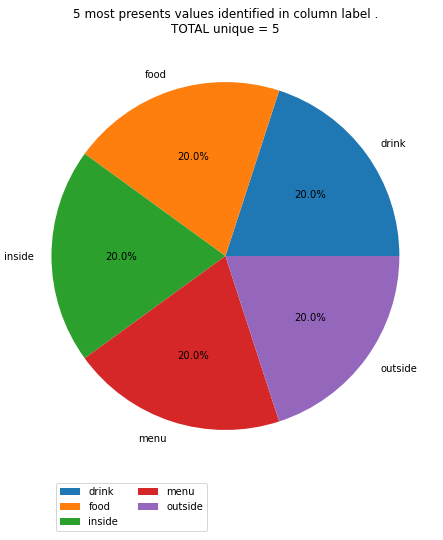 5 most presents values identified in column label .
TOTAL unique = 5
food
drink
20.0%
20.0%
inside
20.0%
20.0%
20.0%
outside
menu
drink
food
inside
menu
outside